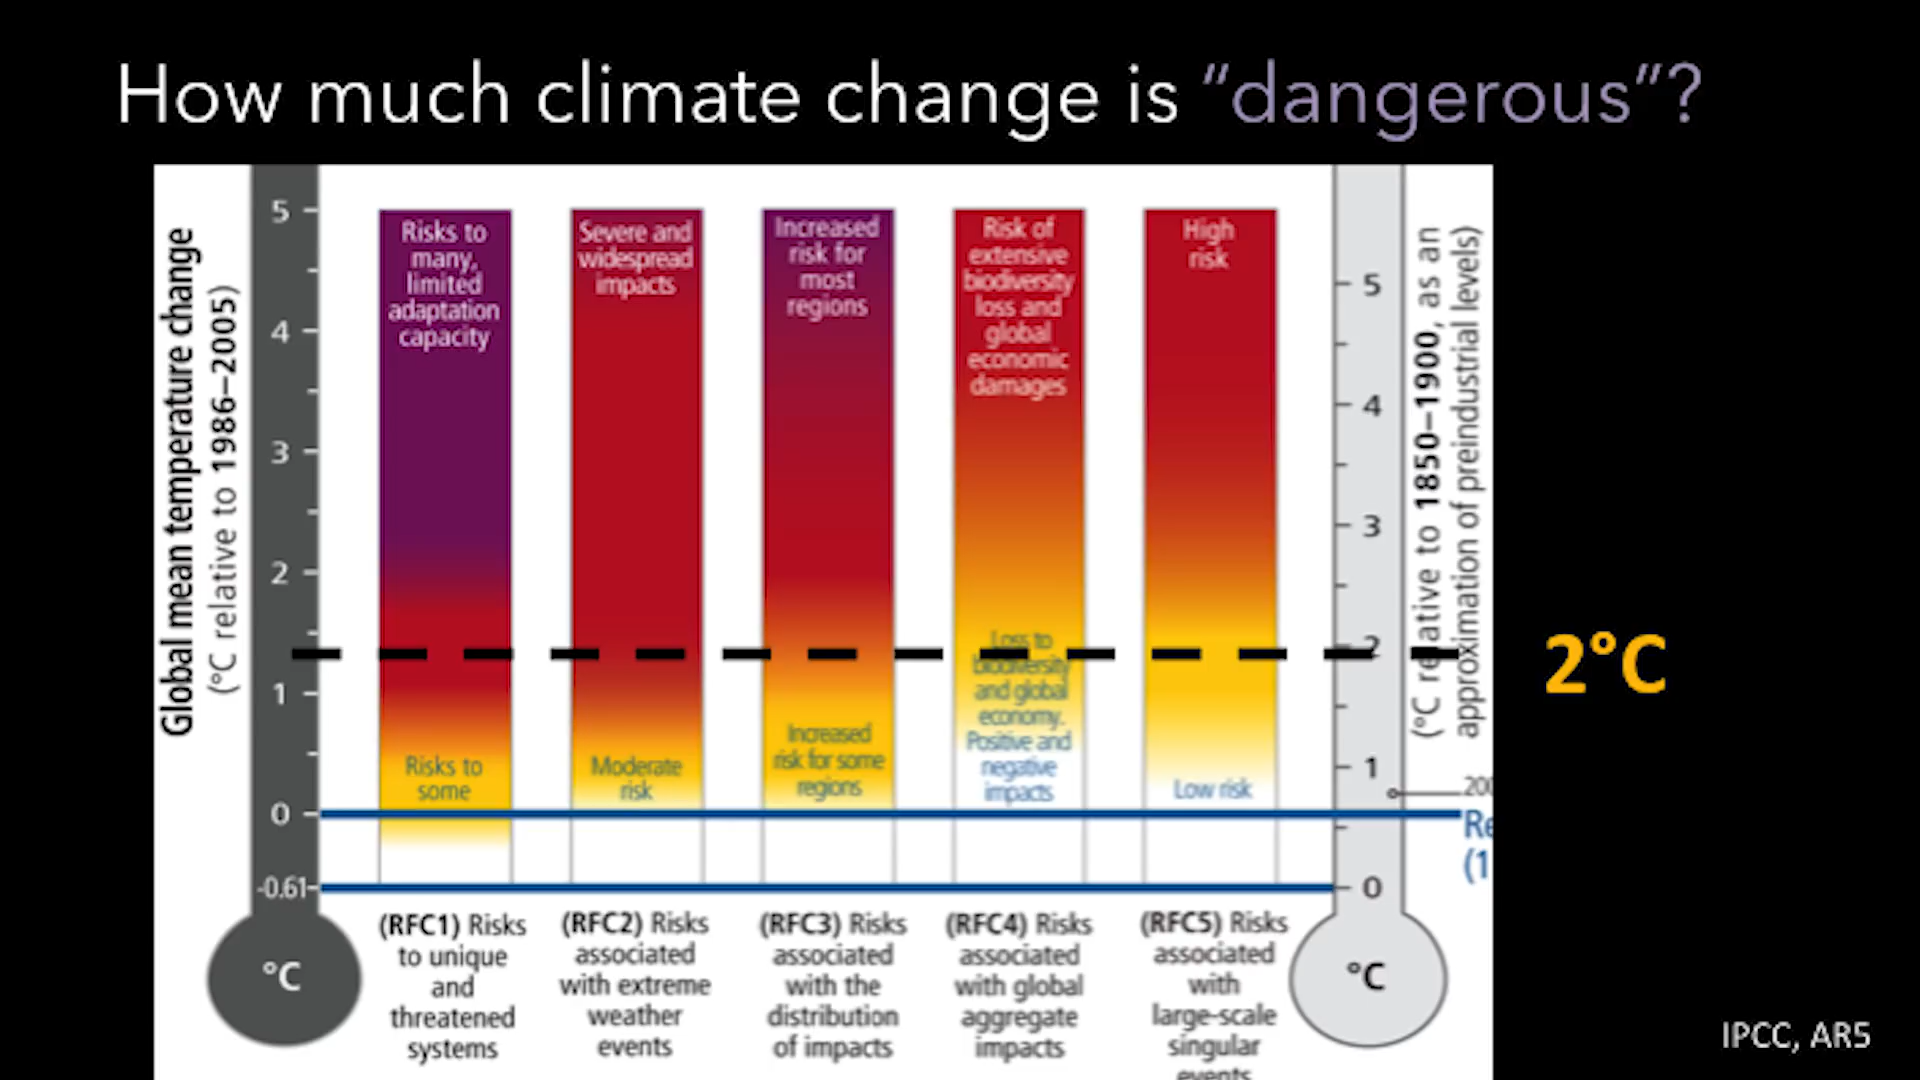 How much climate change is “dangerous”?
Global mean temperature change
(°C relative to 1986–2005)
5
4
3
2
1
0
-0.61
°C
Risks to
many,
limited
adaptation
capacity
Risks to
some
Severe and
widespread
impacts
Moderate
risk
Increased
risk for
most
regions
Increased
risk for some
regions
Risk of
extensive
biodiversity
loss and
global
economic
damages
Loss to
biodiversity
and global
economy.
Positive and
negative
impacts
High
risk
Low risk
5
4
3
2
1
0
°C
(°C relative to 1850–1900, as an
approximation of preindustrial levels)
200
Re
(1
2°C
(RFC1) Risks
to unique
and
threatened
systems
(RFC2) Risks
associated
with extreme
weather
events
(RFC3) Risks
associated
with the
distribution
of impacts
(RFC4) Risks
associated
with global
aggregate
impacts
(RFC5) Risks
associated
with
large-scale
singular
events
IPCC, AR5